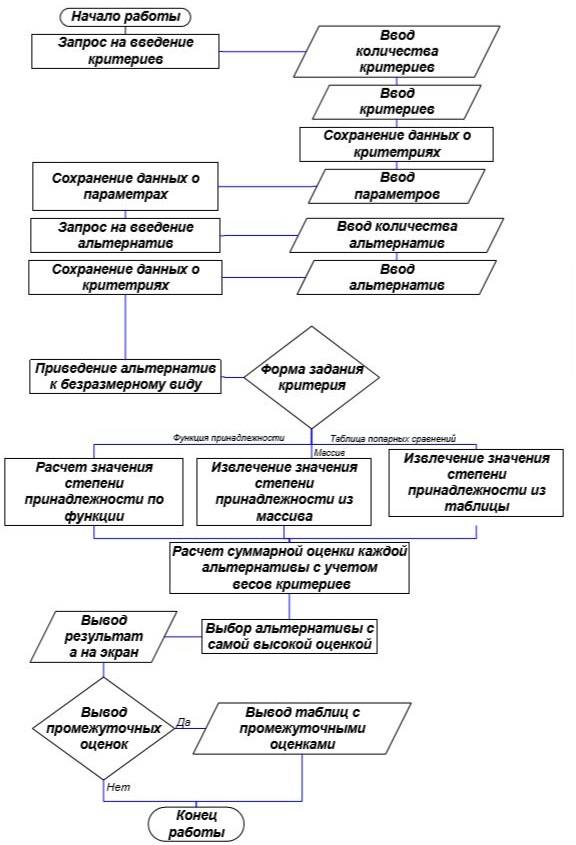 Начало работы
Запрос на введение
критериев
Ввод
количества
критериев
Ввод
критериев
Сохранение данных о
критетриях
Ввод
параметров
Сохранение данных о
параметрах
Запрос на введение
альтернатив
Ввод количества
альтернатив
Ввод
альтернатив
Сохранение данных о
критетриях
Приведение альтернатив
к безразмерному виду
Форма задания
критерия
Функция принадлежности
Массив
Таблица попарных сравнений
Расчет значения
степени
принадлежности по
функции
Извлечение значения
степени
принадлежности из
массива
Извлечение значения
степени
принадлежности из
таблицы
Расчет суммарной оценки каждой
альтернативы с учетом
весов критериев
Выбор альтернативы с
самой высокой оценкой
Вывод
результат
а на экран
Вывод
промежуточных
оценок
Да
Вывод таблиц с
промежуточными
оценками
Нет
Конец
работы